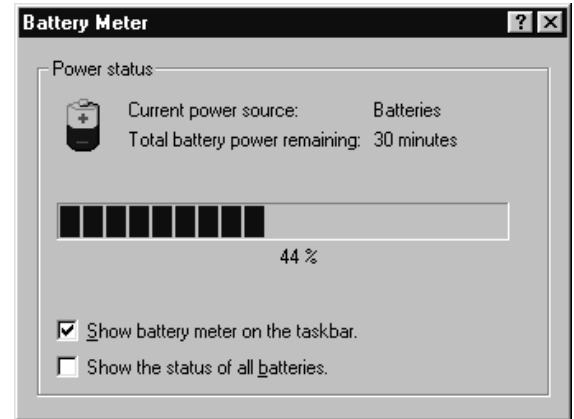 Battery Meter
Power status
Current power source: Batteries
Total battery power remaining: 30 minutes
44 %
Show battery meter on the taskbar.
Show the status of all batteries.